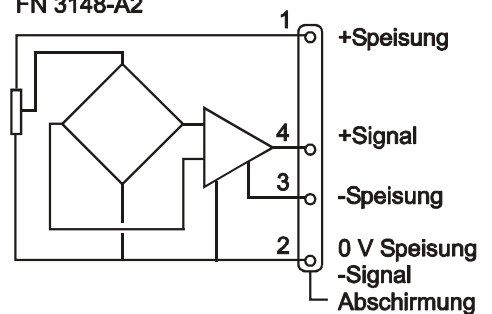 FN 3148-A2
1 +Speisung
4 +Signal
3 -Speisung
2 0 V Speisung
-Signal
Abschirmung